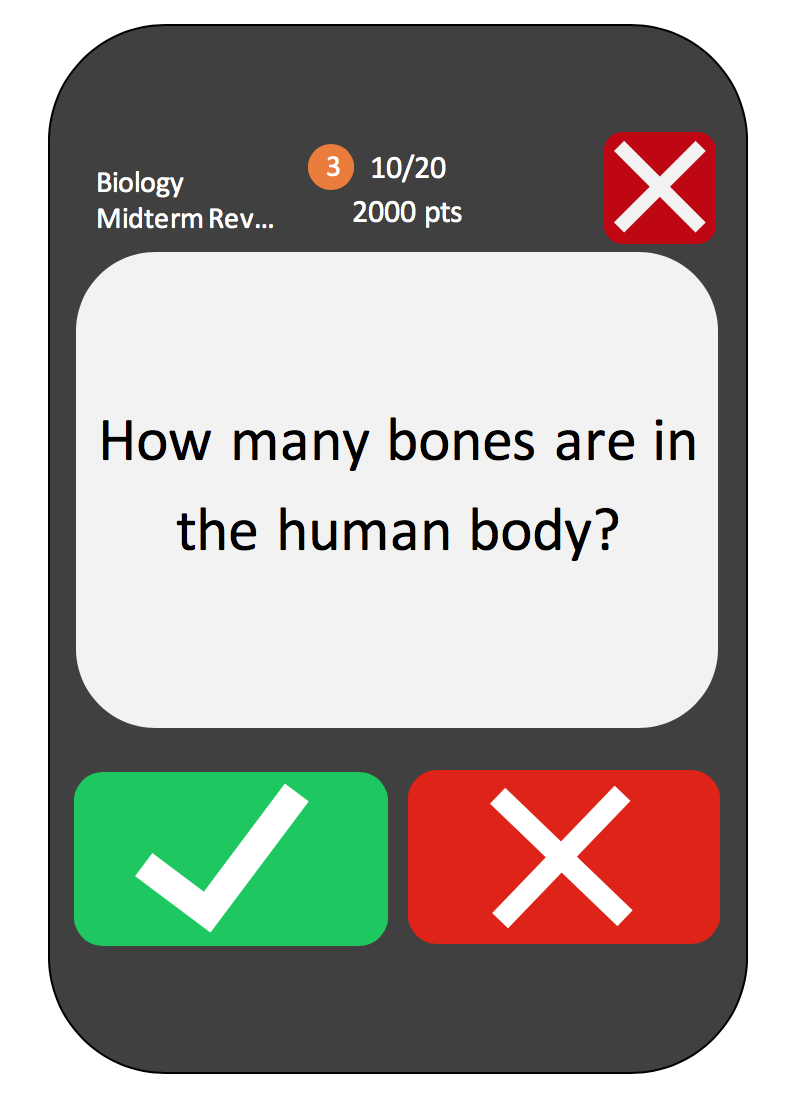 Biology
Midterm Rev...
3 10/20
2000 pts
How many bones are in
the human body?